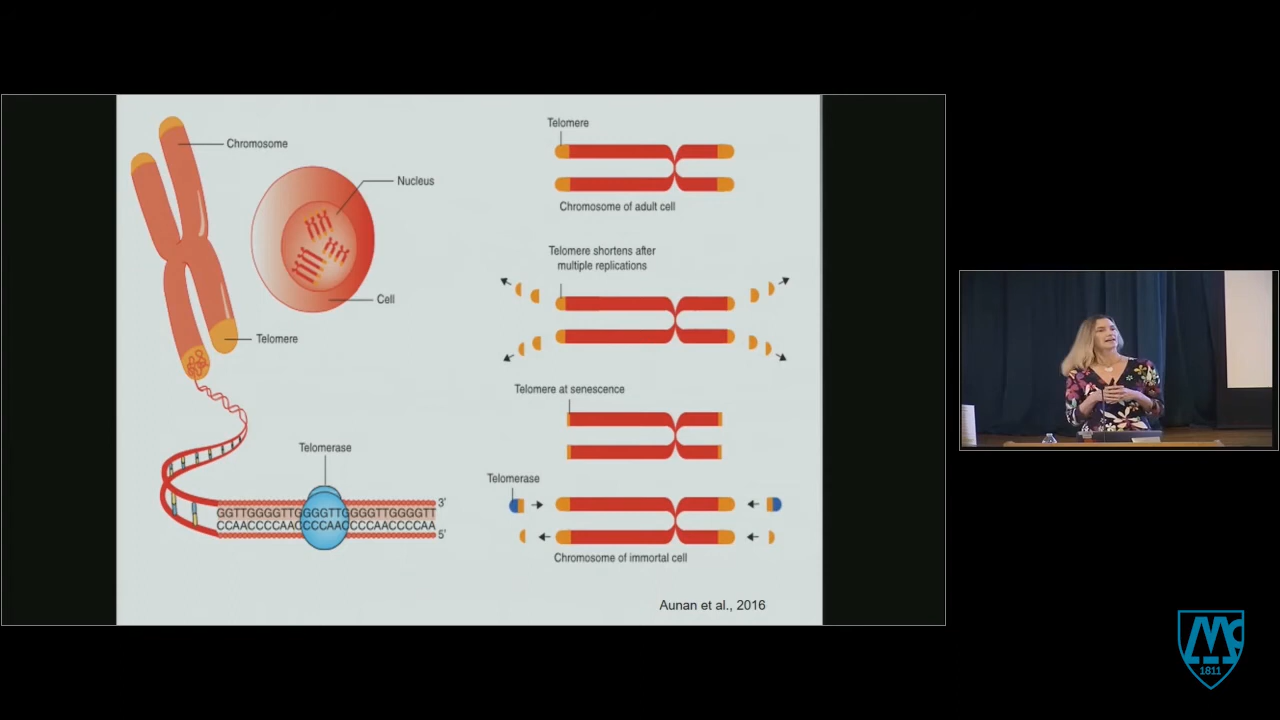 Chromosome
Nucleus
Cell
Telomere
Telomerase
3'
GGTTGGGGTTGGGGTTGGGGTTGGGGTT
CCAACCCCAACCCCAACCCCAACCCCAA
5'
Telomere
Chromosome of adult cell
Telomere shortens after
multiple replications
Telomere at senescence
Telomerase
Chromosome of immortal cell
Aunan et al., 2016
1811